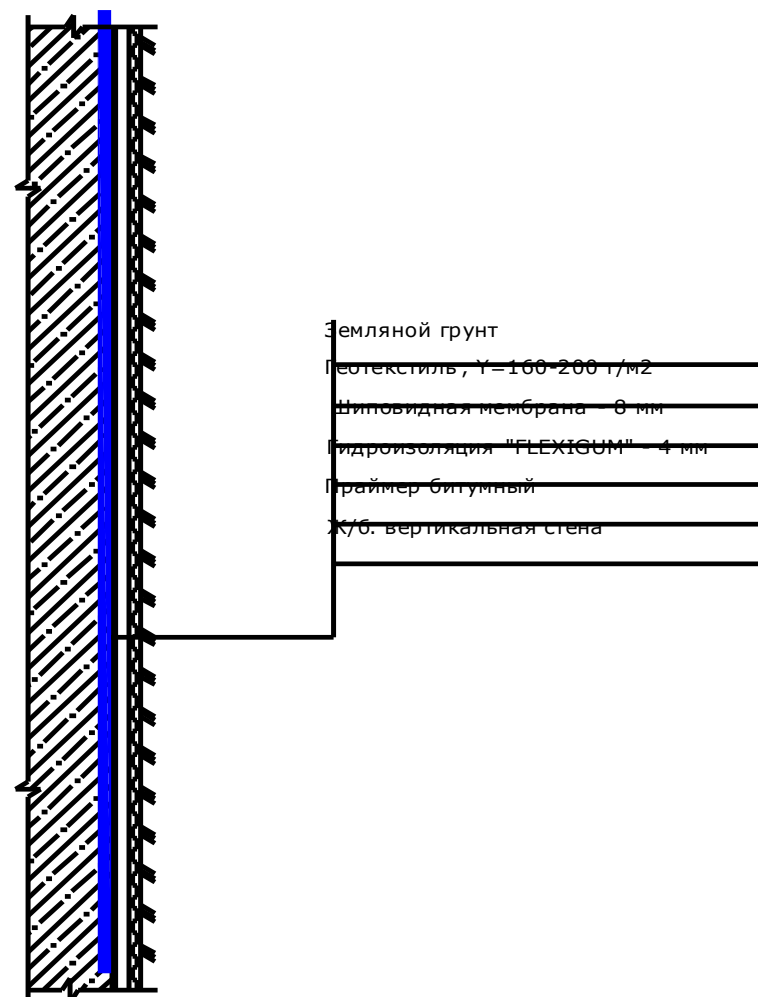 Земляной грунт
Геотекстиль, Y=160-200 г/м2
Шиповидная мембрана - 8 мм
Гидроизоляция "FLEXIGUM" - 4 мм
Праймер битумный
Ж/б. вертикальная стена